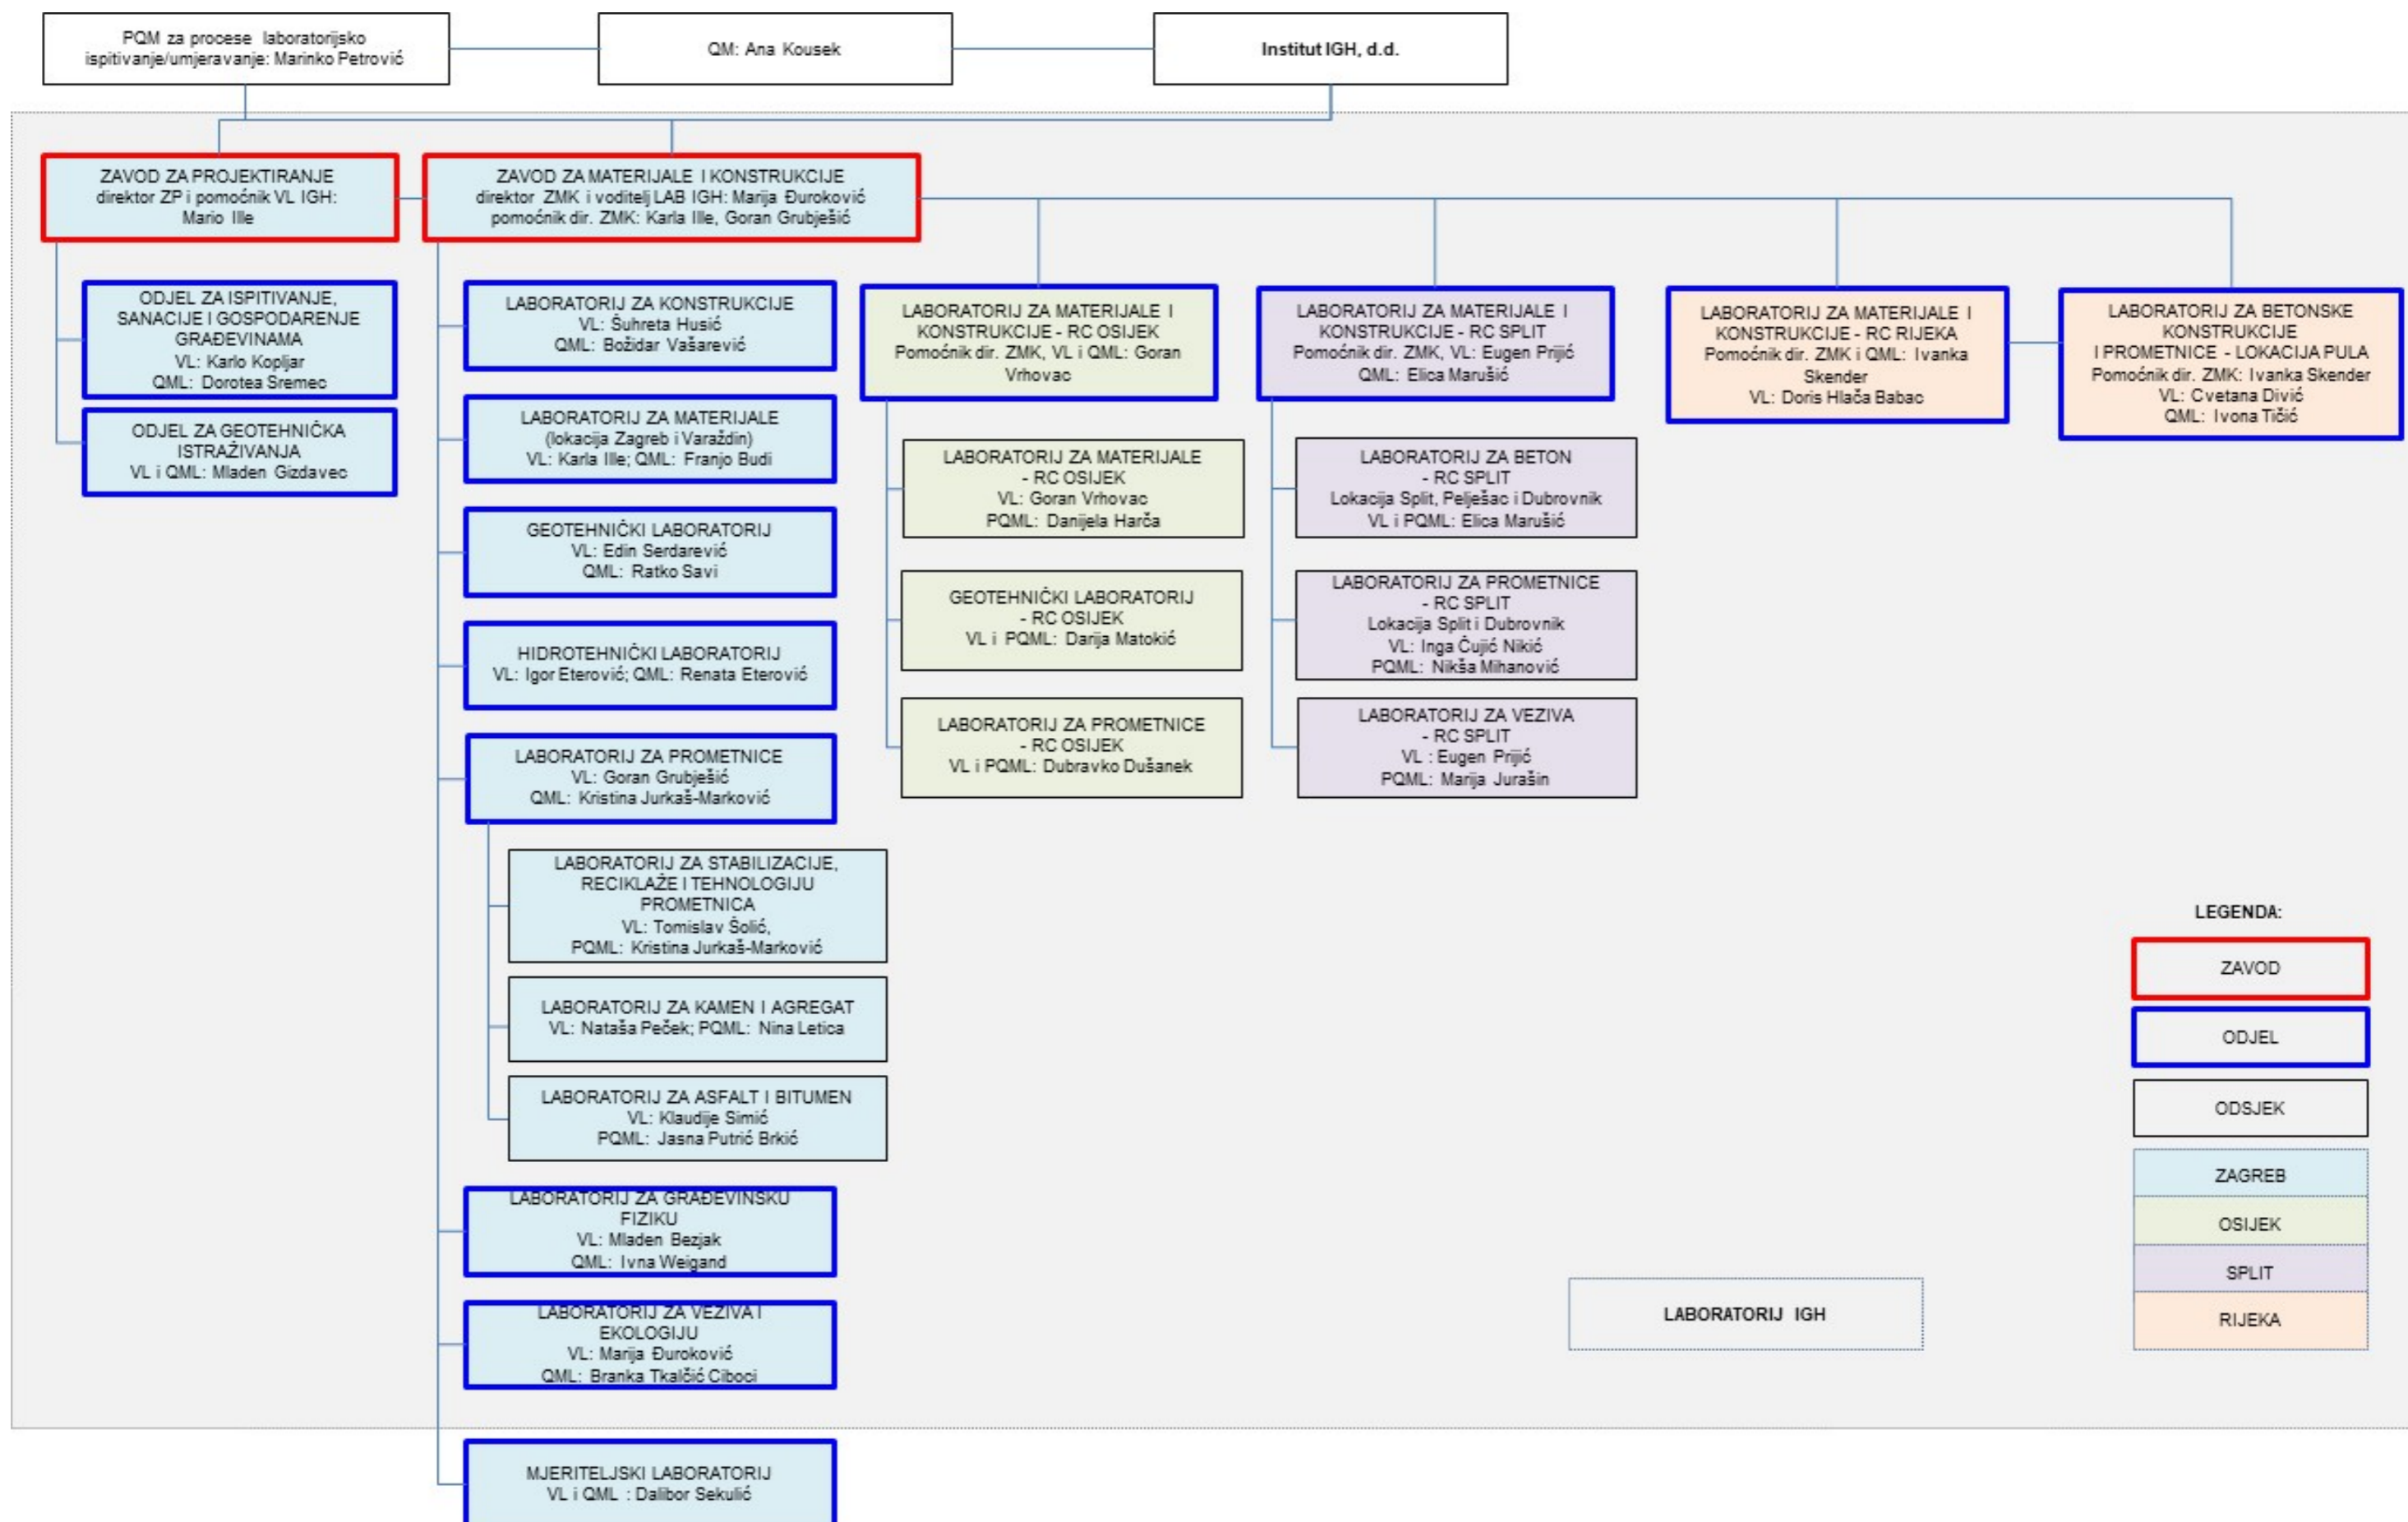 PQM za procese laboratorijsko
ispitivanje/umjeravanje: Marinko Petrović
QM: Ana Kousek
Institut IGH, d.d.
ZAVOD ZA PROJEKTIRANJE
direktor ZP i pomoćnik VL IGH:
Mario Ille
ZAVOD ZA MATERIJALE I KONSTRUKCIJE
direktor ZMK i voditelj LAB IGH: Marija Đuroković
pomoćnik dir. ZMK: Karla Ille, Goran Grubješić
ODJEL ZA ISPITIVANJE,
SANACIJE I GOSPODARENJE
GRAĐEVINAMA
VL: Karlo Kopljar
QML: Dorotea Sremec
ODJEL ZA GEOTEHNIČKA
ISTRAŽIVANJA
VL i QML: Mladen Gizdavec
LABORATORIJ ZA KONSTRUKCIJE
VL: Šuhreta Husić
QML: Božidar Vašarević
LABORATORIJ ZA MATERIJALE
(lokacija Zagreb i Varaždin)
VL: Karla Ille; QML: Franjo Budi
GEOTEHNIČKI LABORATORIJ
VL: Edin Serdarević
QML: Ratko Savi
HIDROTEHNIČKI LABORATORIJ
VL: Igor Eterović; QML: Renata Eterović
LABORATORIJ ZA PROMETNICE
VL: Goran Grubješić
QML: Kristina Jurkaš-Marković
LABORATORIJ ZA STABILIZACIJE,
RECIKLAŽE I TEHNOLOGIJU
PROMETNICA
VL: Tomislav Šolić,
PQML: Kristina Jurkaš-Marković
LABORATORIJ ZA KAMEN I AGREGAT
VL: Nataša Peček; PQML: Nina Letica
LABORATORIJ ZA ASFALT I BITUMEN
VL: Klaudije Simić
PQML: Jasna Putrić Brkić
LABORATORIJ ZA GRAĐEVINSKU
FIZIKU
VL: Mladen Bezjak
QML: Ivna Weigand
LABORATORIJ ZA VEZIVA I
EKOLOGIJU
VL: Marija Đuroković
QML: Branka Tkalčić Ciboci
MJERITELJSKI LABORATORIJ
VL i QML : Dalibor Sekulić
LABORATORIJ ZA MATERIJALE I
KONSTRUKCIJE - RC OSIJEK
Pomoćnik dir. ZMK, VL i QML: Goran
Vrhovac
LABORATORIJ ZA MATERIJALE
- RC OSIJEK
VL: Goran Vrhovac
PQML: Danijela Harča
GEOTEHNIČKI LABORATORIJ
- RC OSIJEK
VL i PQML: Darija Matokić
LABORATORIJ ZA PROMETNICE
- RC OSIJEK
VL i PQML: Dubravko Dušanek
LABORATORIJ ZA MATERIJALE I
KONSTRUKCIJE - RC SPLIT
Pomoćnik dir. ZMK, VL: Eugen Prijić
QML: Elica Marušić
LABORATORIJ ZA BETON
- RC SPLIT
Lokacija Split, Pelješac i Dubrovnik
VL i PQML: Elica Marušić
LABORATORIJ ZA PROMETNICE
- RC SPLIT
Lokacija Split i Dubrovnik
VL: Inga Čujić Nikić
PQML: Nikša Mihanović
LABORATORIJ ZA VEZIVA
- RC SPLIT
VL : Eugen Prijić
PQML: Marija Jurašin
LABORATORIJ ZA MATERIJALE I
KONSTRUKCIJE - RC RIJEKA
Pomoćnik dir. ZMK i QML: Ivanka
Skender
VL: Doris Hlača Babac
LABORATORIJ ZA BETONSKE
KONSTRUKCIJE
I PROMETNICE - LOKACIJA PULA
Pomoćnik dir. ZMK: Ivanka Skender
VL: Cvetana Divić
QML: Ivona Tičić
LEGENDA:
ZAVOD
ODJEL
ODSJEK
ZAGREB
OSIJEK
SPLIT
RIJEKA
LABORATORIJ IGH